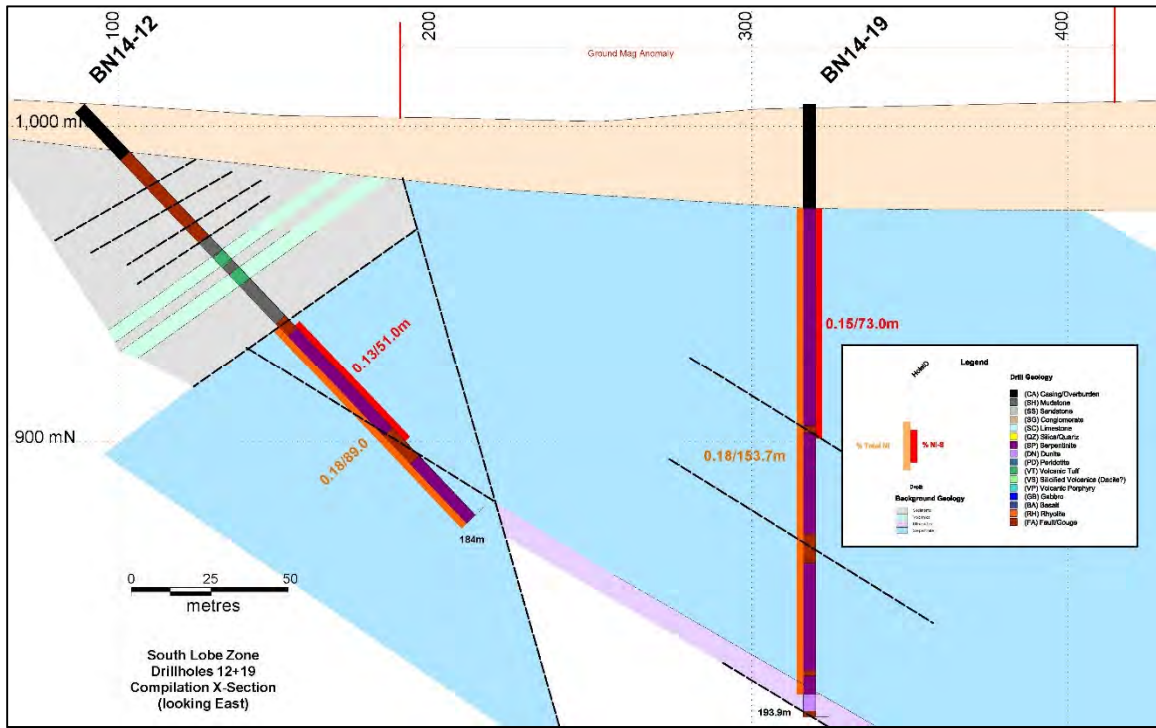 100
BN14-12
200
300
BN14-19
400
Ground Mag Anomaly
1,000 mN
0.15/73.0m
0.13/51.0m
900 mN
0.18/89.0
0.18/153.7m
184m
193.9m
0 25 50
metres
South Lobe Zone
Drillholes 12+19
Compilation X-Section
(looking East)
HoleID
Legend
% Total Ni
% Ni-S
Background Geology
Drill Geology
(CA) Casing/Overburden
(SH) Mudstone
(SS) Sandstone
(SG) Conglomerate
(SC) Limestone
(QZ) Silica/Quartz
(SP) Serpentinite
(DN) Dunite
(PD) Peridotite
(VT) Volcanic Tuff
(VS) Silicified Volcanics (Dacite?)
(VP) Volcanic Porphyry
(GB) Gabbro
(BA) Basalt
(RH) Rhyolite
(FA) Fault/Gouge